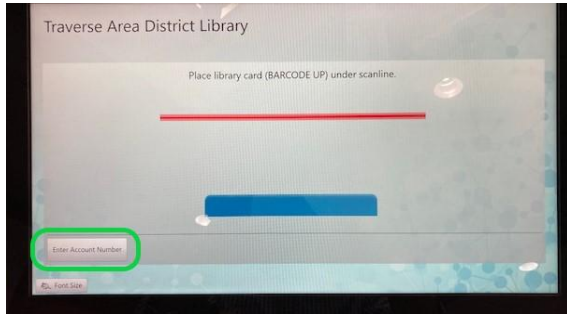 Traverse Area District Library
Place library card (BARCODE UP) under scanline.
Enter Account Number
Font Size